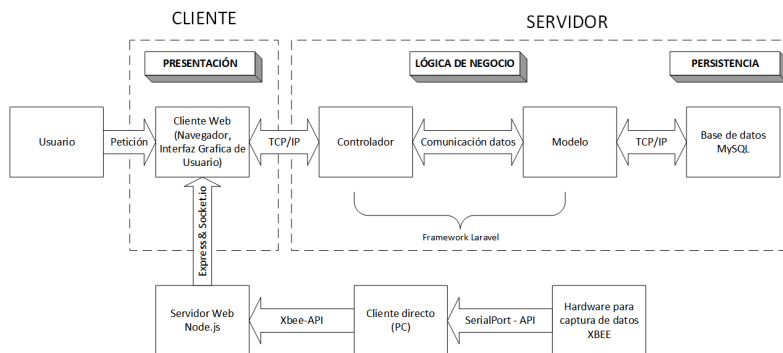 CLIENTE
SERVIDOR
PRESENTACIÓN
LÓGICA DE NEGOCIO
PERSISTENCIA
Usuario
Petición
Cliente Web
(Navegador,
Interfaz Grafica de
Usuario)
TCP/IP
Controlador
Comunicación datos
Modelo
TCP/IP
Base de datos
MySQL
Framework Laravel
Express & Socket.io
Servidor Web
Node.js
Xbee-API
Cliente directo
(PC)
SerialPort - API
Hardware para
captura de datos
XBEE